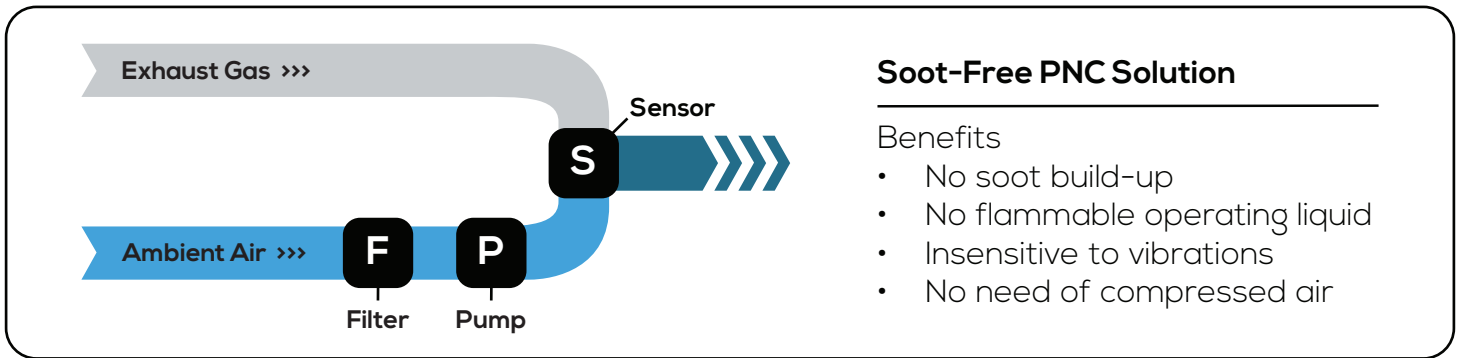 Exhaust Gas >>>
Sensor
S
Ambient Air >>>
F
P
Filter
Pump
Soot-Free PNC Solution
Benefits
• No soot build-up
• No flammable operating liquid
• Insensitive to vibrations
• No need of compressed air